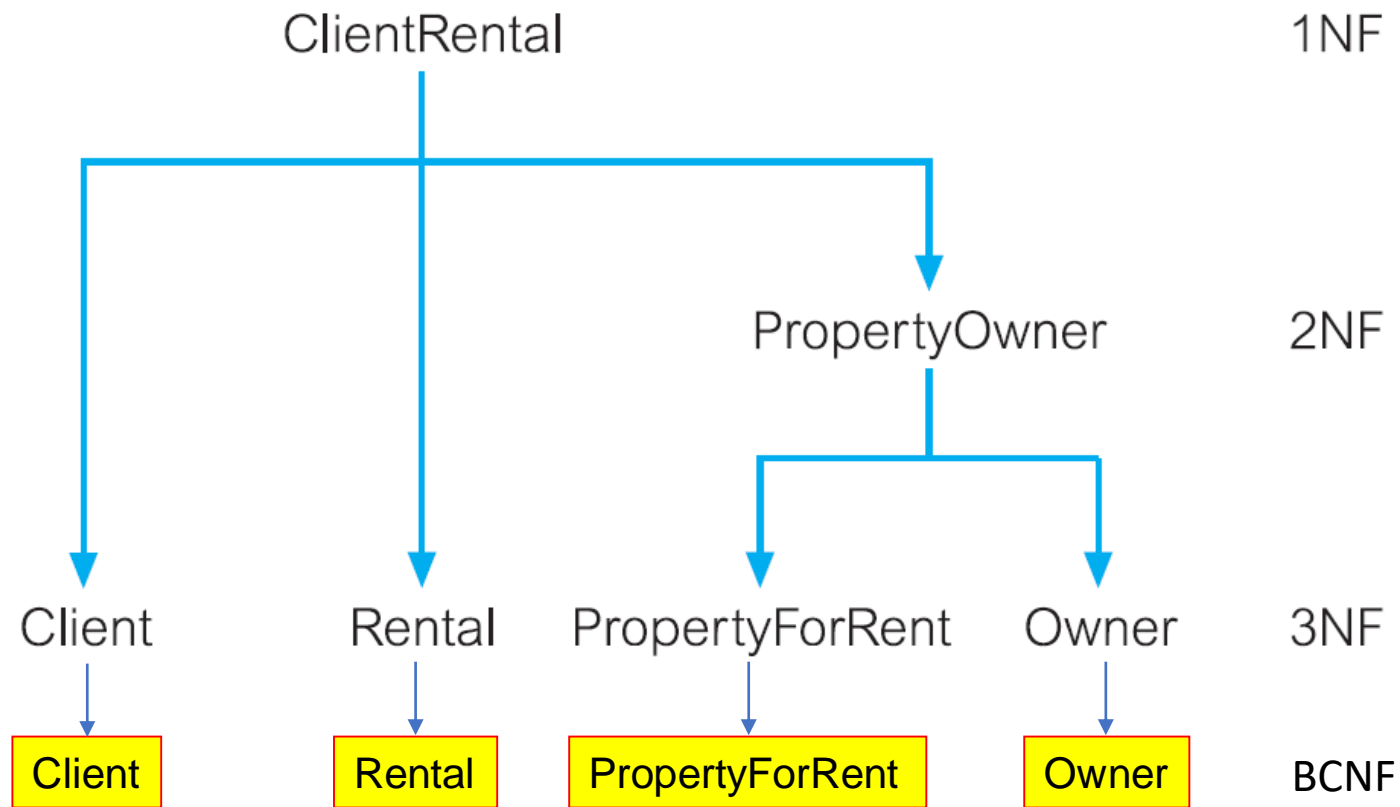 ClientRental 1NF
PropertyOwner 2NF
Client Rental PropertyForRent Owner 3NF
Client Rental PropertyForRent Owner BCNF